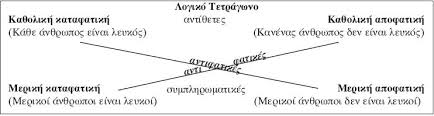 Λογικό Τετράγωνο
Καθολική καταφατική αντίθετες Καθολική αποφατική
(Κάθε άνθρωπος είναι λευκός) (Κανένας άνθρωπος δεν είναι λευκός)
αντιφατικές
αντιφατικές
Μερική καταφατική Μερική αποφατική
(Μερικοί άνθρωποι είναι λευκοί) συμπληρωματικές (Μερικοί άνθρωποι δεν είναι λευκοί)